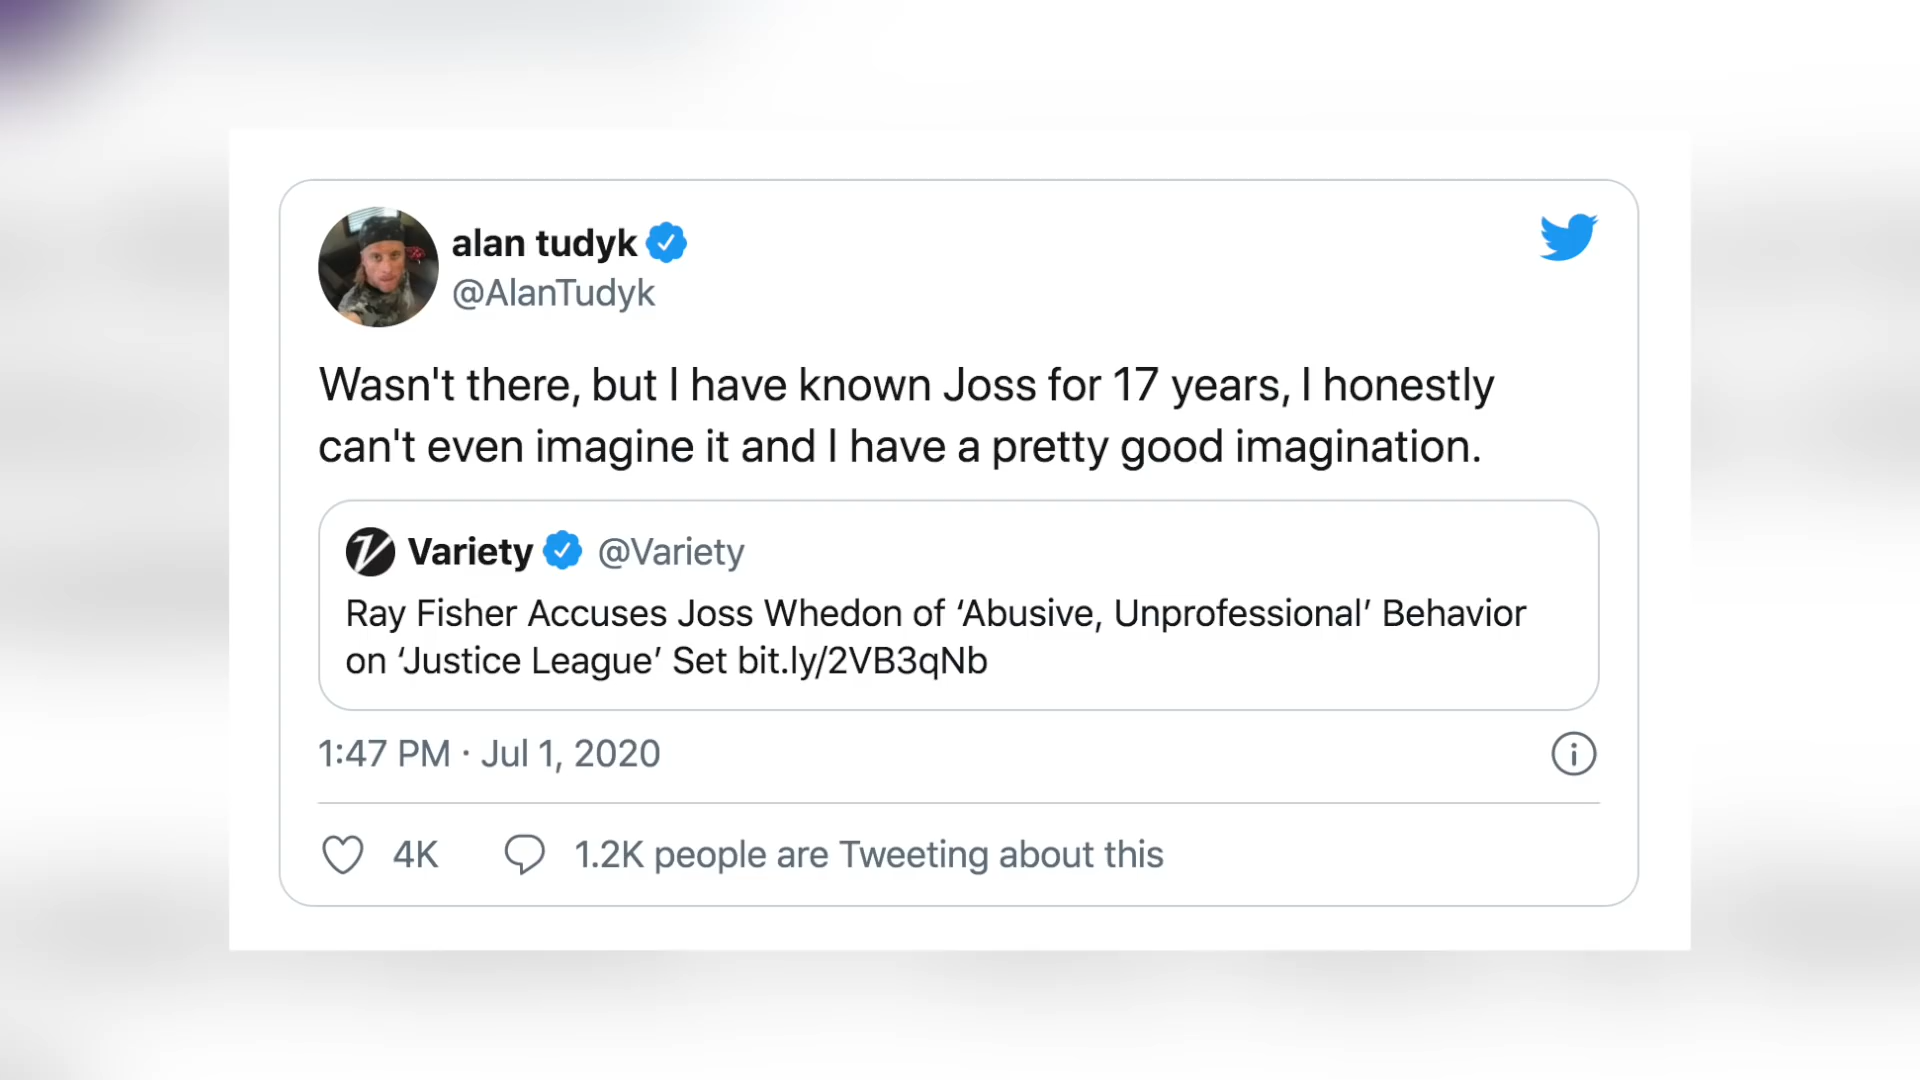 alan tudyk
@AlanTudyk
Wasn't there, but I have known Joss for 17 years, I honestly
can't even imagine it and I have a pretty good imagination.
Variety @Variety
Ray Fisher Accuses Joss Whedon of ‘Abusive, Unprofessional’ Behavior
on ‘Justice League’ Set bit.ly/2VB3qNb
1:47 PM · Jul 1, 2020
4K 1.2K people are Tweeting about this